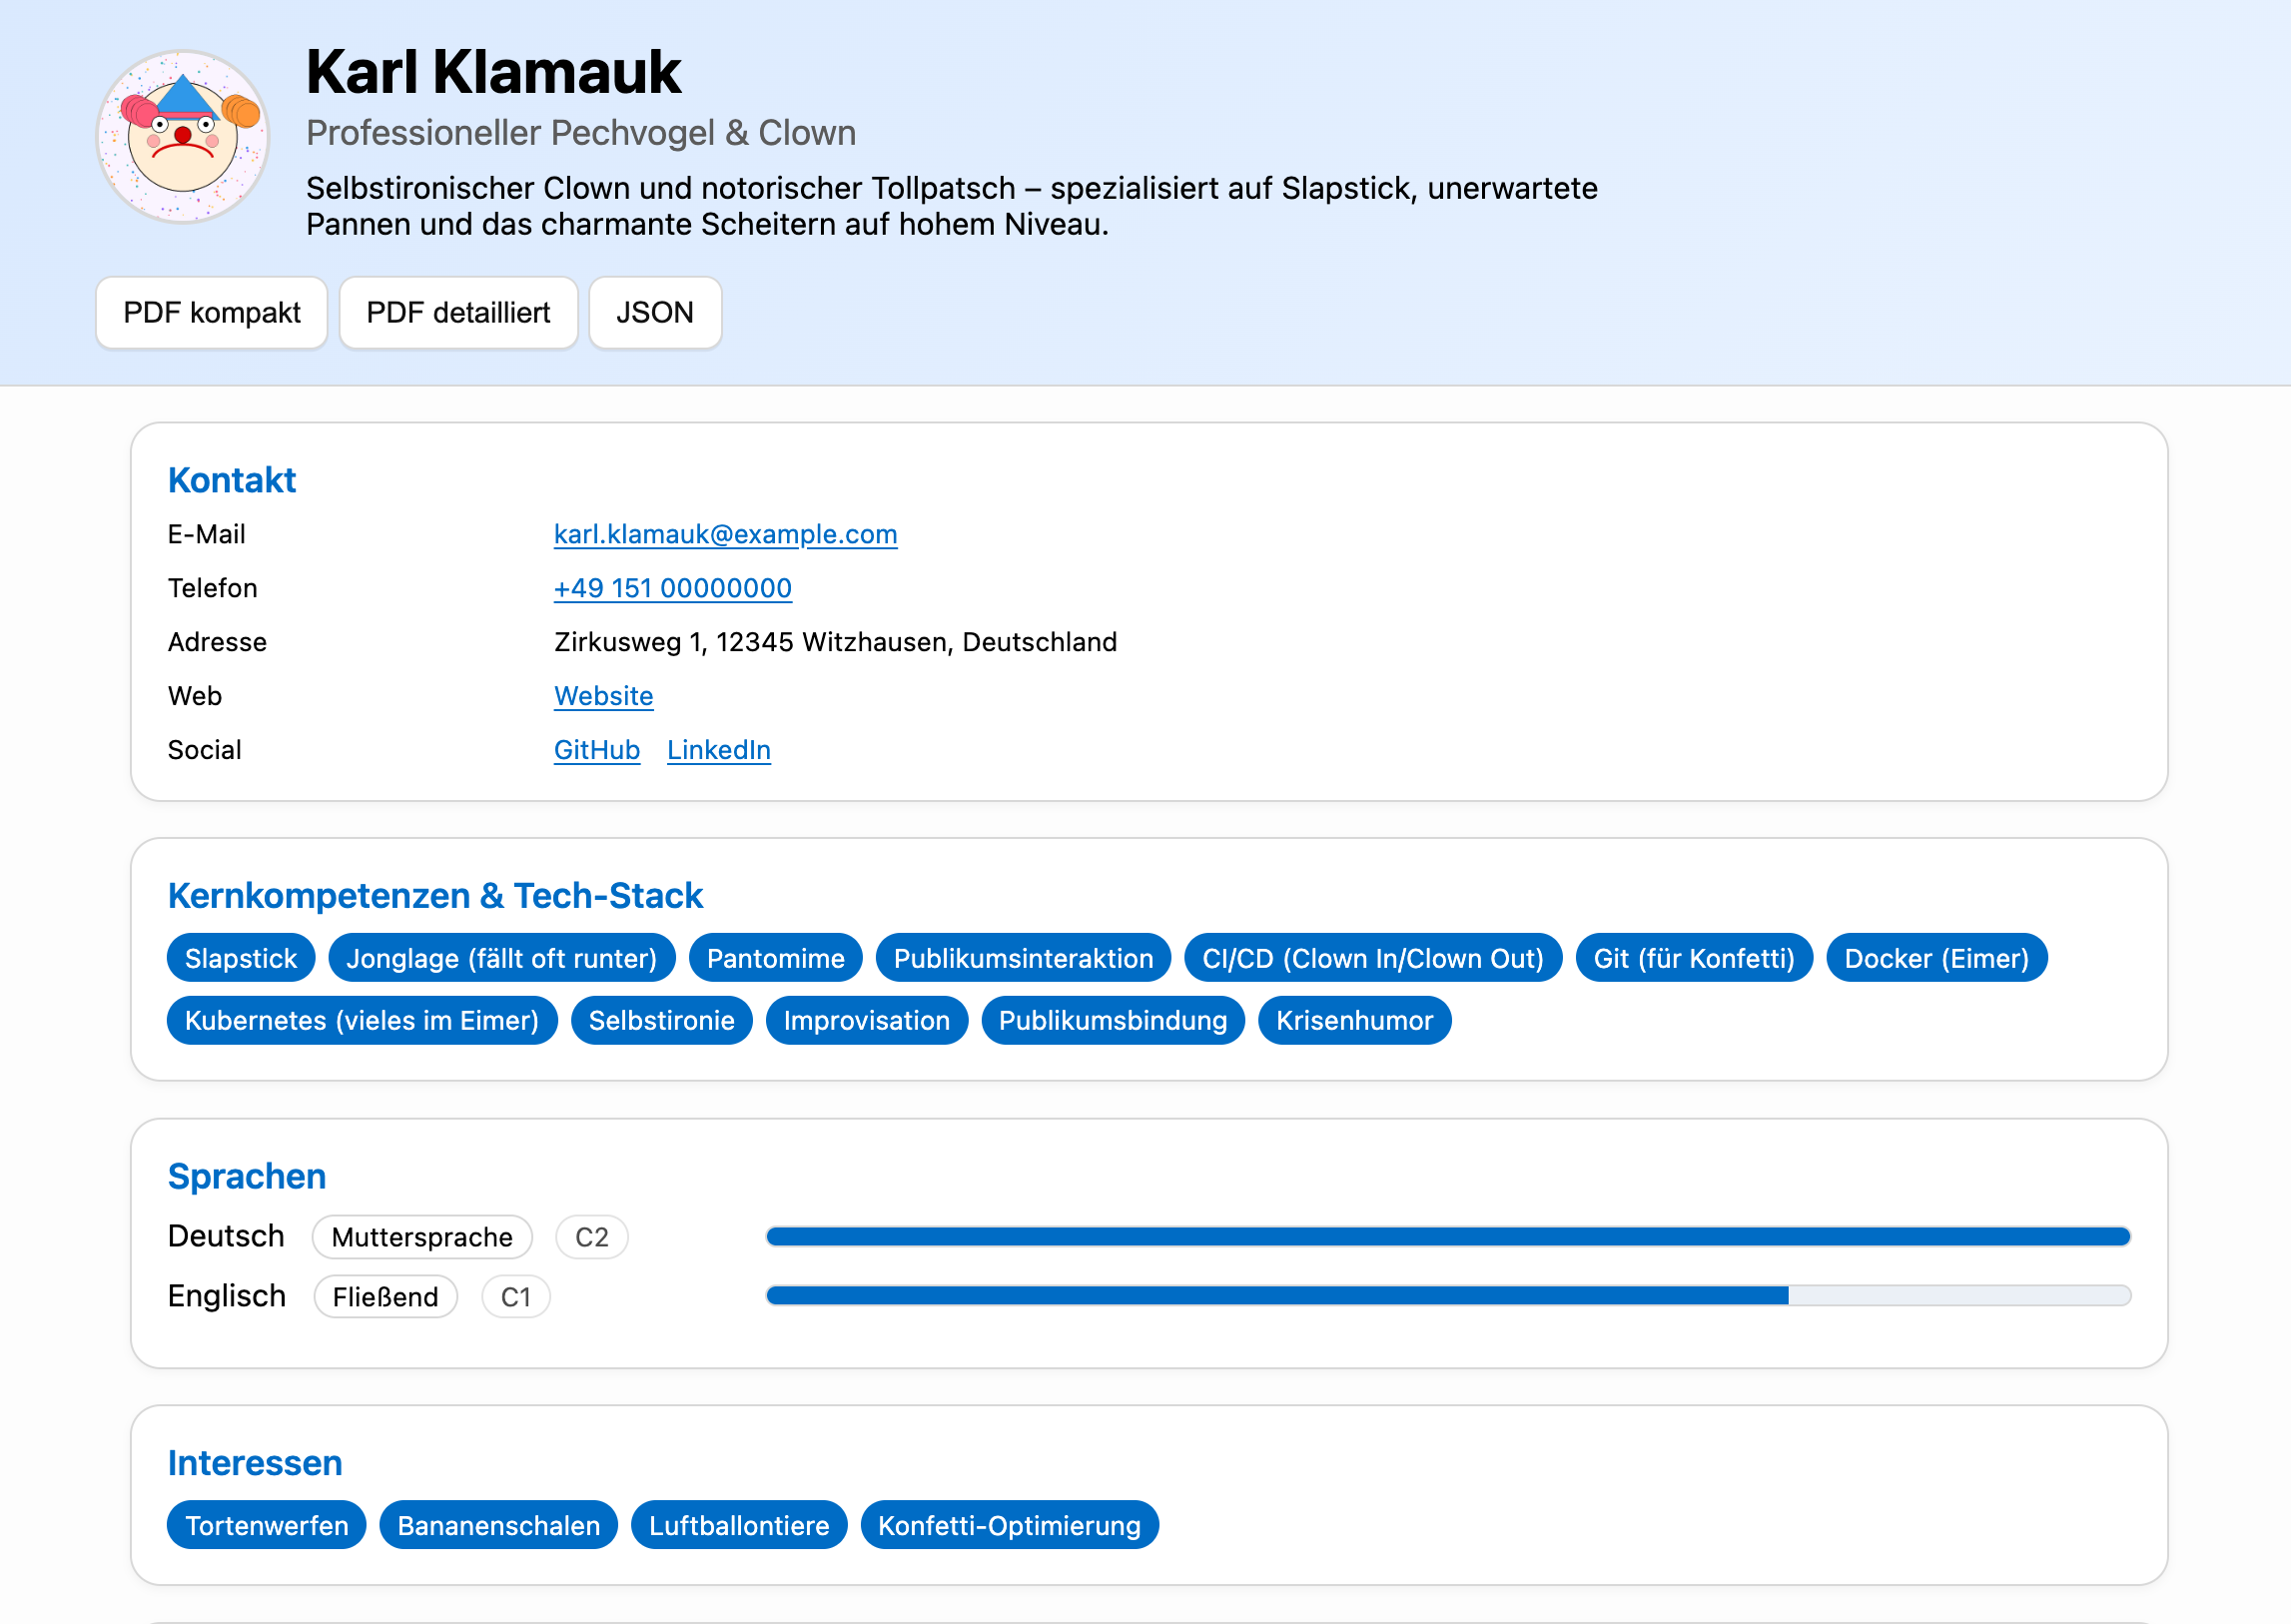 Karl Klamauk
Professioneller Pechvogel & Clown
Selbstironischer Clown und notorischer Tollpatsch – spezialisiert auf Slapstick, unerwartete
Pannen und das charmante Scheitern auf hohem Niveau.
PDF kompakt PDF detailliert JSON
Kontakt
E-Mail karl.klamauk@example.com
Telefon +49 151 00000000
Adresse Zirkusweg 1, 12345 Witzhausen, Deutschland
Web Website
Social GitHub LinkedIn
Kernkompetenzen & Tech-Stack
Slapstick Jonglage (fällt oft runter) Pantomime Publikumsinteraktion CI/CD (Clown In/Clown Out) Git (für Konfetti) Docker (Eimer)
Kubernetes (vieles im Eimer) Selbstironie Improvisation Publikumsbindung Krisenhumor
Sprachen
Deutsch Muttersprache C2
Englisch Fließend C1
Interessen
Tortenwerfen Bananenschalen Luftballontiere Konfetti-Optimierung